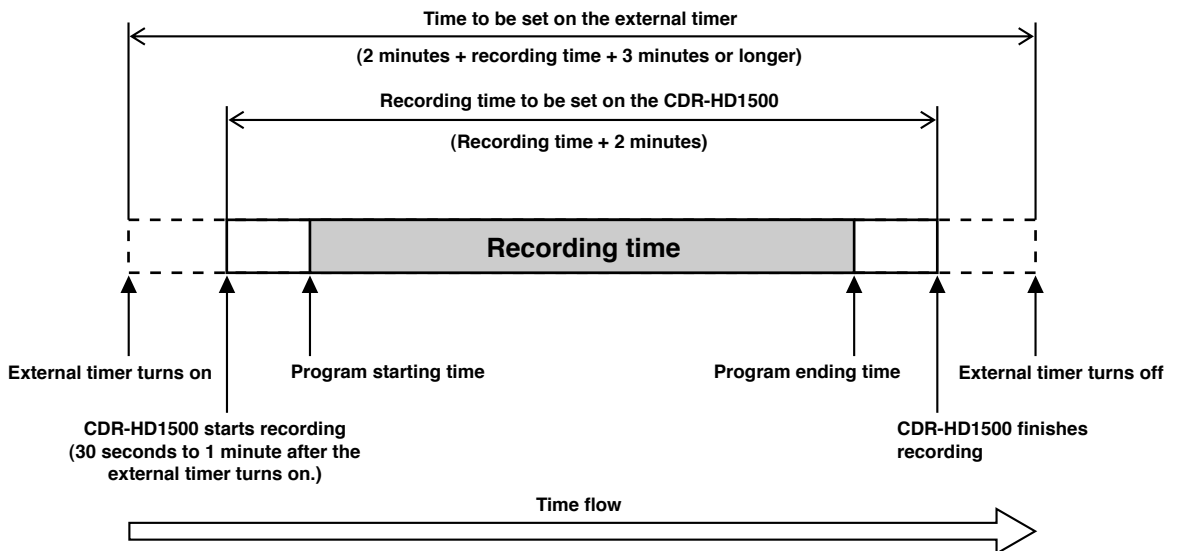 Time to be set on the external timer
(2 minutes + recording time + 3 minutes or longer)
Recording time to be set on the CDR-HD1500
(Recording time + 2 minutes)
Recording time
External timer turns on
Program starting time
Program ending time
External timer turns off
CDR-HD1500 starts recording
(30 seconds to 1 minute after the
external timer turns on.)
CDR-HD1500 finishes
recording
Time flow